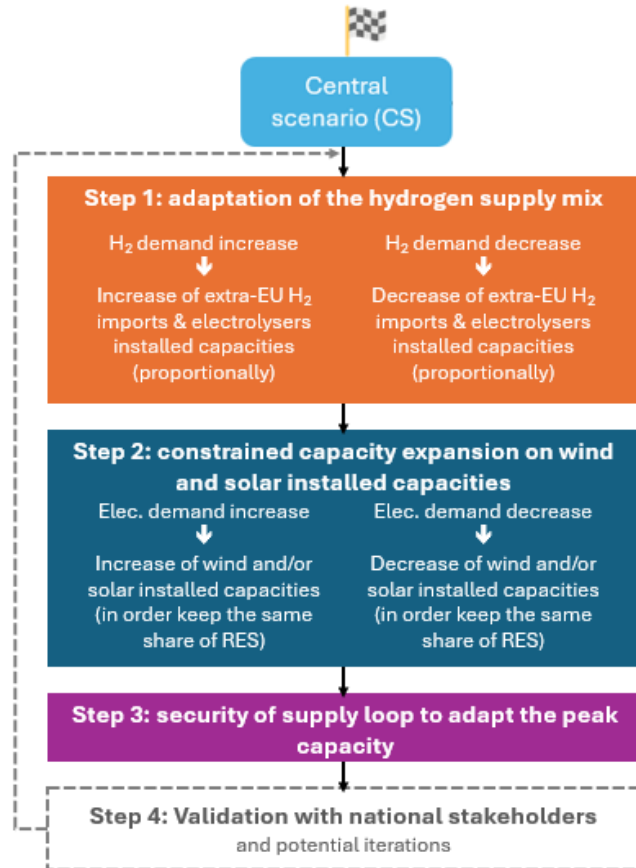 Central
scenario (CS)
Step 1: adaptation of the hydrogen supply mix
H₂ demand increase
Increase of extra-EU H₂
imports & electrolysers
installed capacities
(proportionally)
H₂ demand decrease
Decrease of extra-EU H₂
imports & electrolysers
installed capacities
(proportionally)
Step 2: constrained capacity expansion on wind
and solar installed capacities
Elec. demand increase
Increase of wind and/or
solar installed capacities
(in order keep the same
share of RES)
Elec. demand decrease
Decrease of wind and/or
solar installed capacities
(in order keep the same
share of RES)
Step 3: security of supply loop to adapt the peak
capacity
Step 4: Validation with national stakeholders
and potential iterations